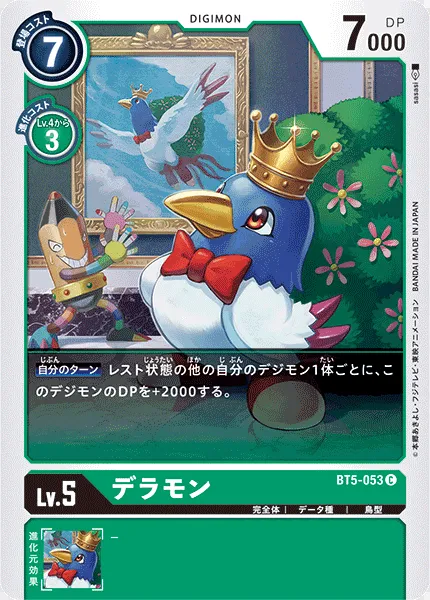 登場コスト
7
DIGIMON
7000
DP
進化コスト
Lv.4から
3
sasasi
©本郷あきよし・フジテレビ・東映アニメーション
BANDAI MADE IN JAPAN
自分のターン レスト状態の他の自分のデジモン1体ごとに、こ
のデジモンのDPを+2000する。
BT5-053 C
Lv.5
デラモン
完全体 | データ種 | 鳥型
進化元効果
－